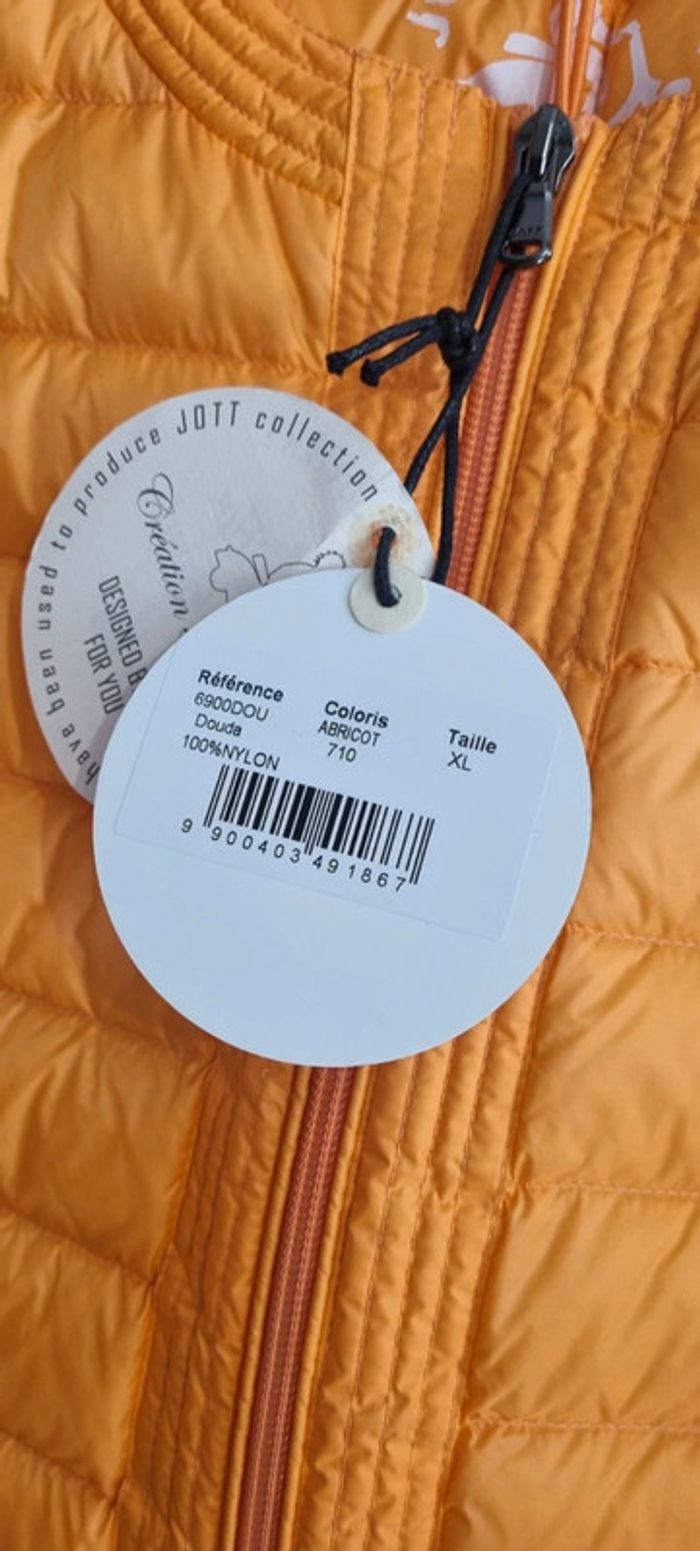 have been used to produce JOTT collection
Création
DESIGNED B
FOR YOU
Référence
6900DOU
Douda
100%NYLON
Coloris
ABRICOT
710
Taille
XL
9 900403 491867